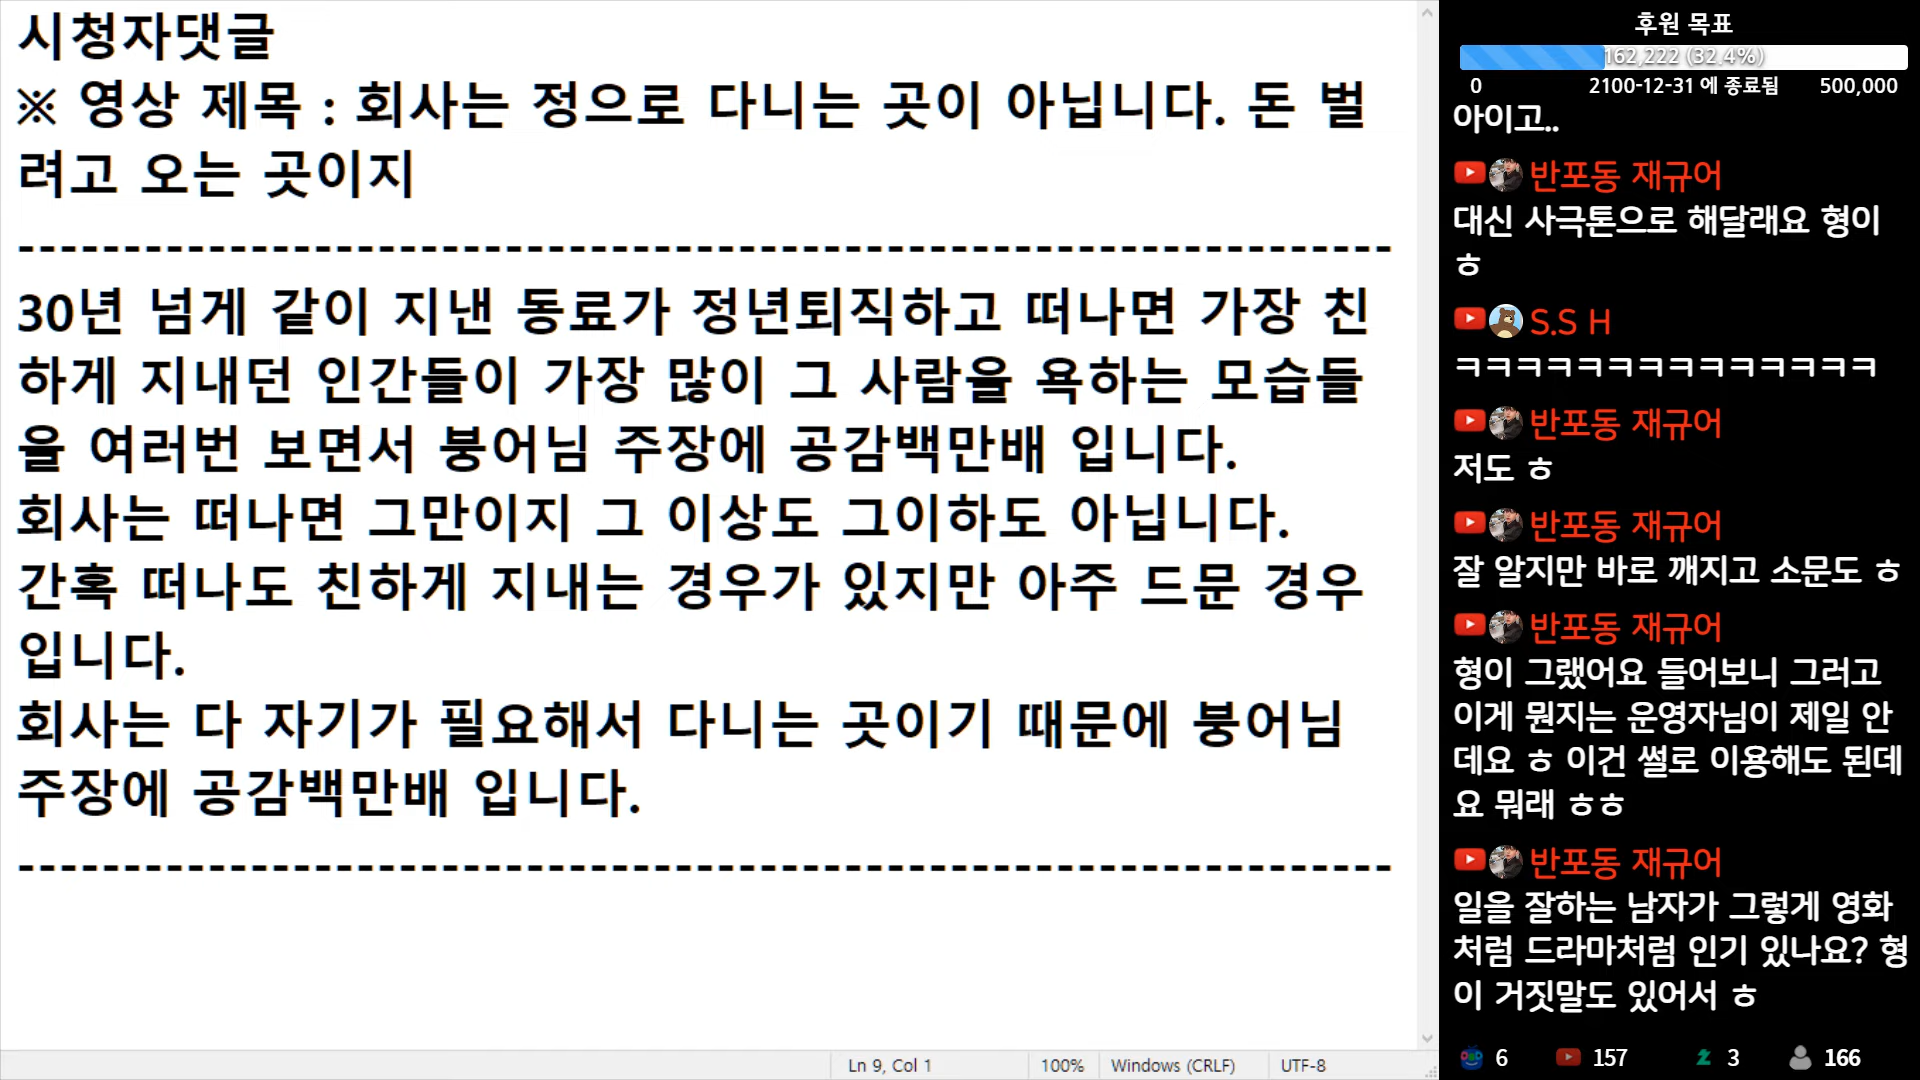 시청자댓글
※ 영상 제목 : 회사는 정으로 다니는 곳이 아닙니다. 돈 벌
려고 오는 곳이지
-----------------------------------------------------------------
30년 넘게 같이 지낸 동료가 정년퇴직하고 떠나면 가장 친
하게 지내던 인간들이 가장 많이 그 사람을 욕하는 모습들
을 여러번 보면서 붕어님 주장에 공감백만배 입니다.
회사는 떠나면 그만이지 그 이상도 그이하도 아닙니다.
간혹 떠나도 친하게 지내는 경우가 있지만 아주 드문 경우
입니다.
회사는 다 자기가 필요해서 다니는 곳이기 때문에 붕어님
주장에 공감백만배 입니다.
-----------------------------------------------------------------
Ln 9, Col 1
100%
Windows (CRLF)
UTF-8
후원 목표
162,222 (32.4%)
0 2100-12-31 에 종료됨 500,000
아이고..
반포동 재규어
대신 사극톤으로 해달래요 형이
ㅎ
S.S H
ㅋㅋㅋㅋㅋㅋㅋㅋㅋㅋㅋㅋㅋㅋ
반포동 재규어
저도 ㅎ
반포동 재규어
잘 알지만 바로 깨지고 소문도 ㅎ
반포동 재규어
형이 그랬어요 들어보니 그러고
이게 뭔지는 운영자님이 제일 안
데요 ㅎ 이건 썰로 이용해도 된데
요 뭐래 ㅎㅎ
반포동 재규어
일을 잘하는 남자가 그렇게 영화
처럼 드라마처럼 인기 있나요? 형
이 거짓말도 있어서 ㅎ
6 157 3 166